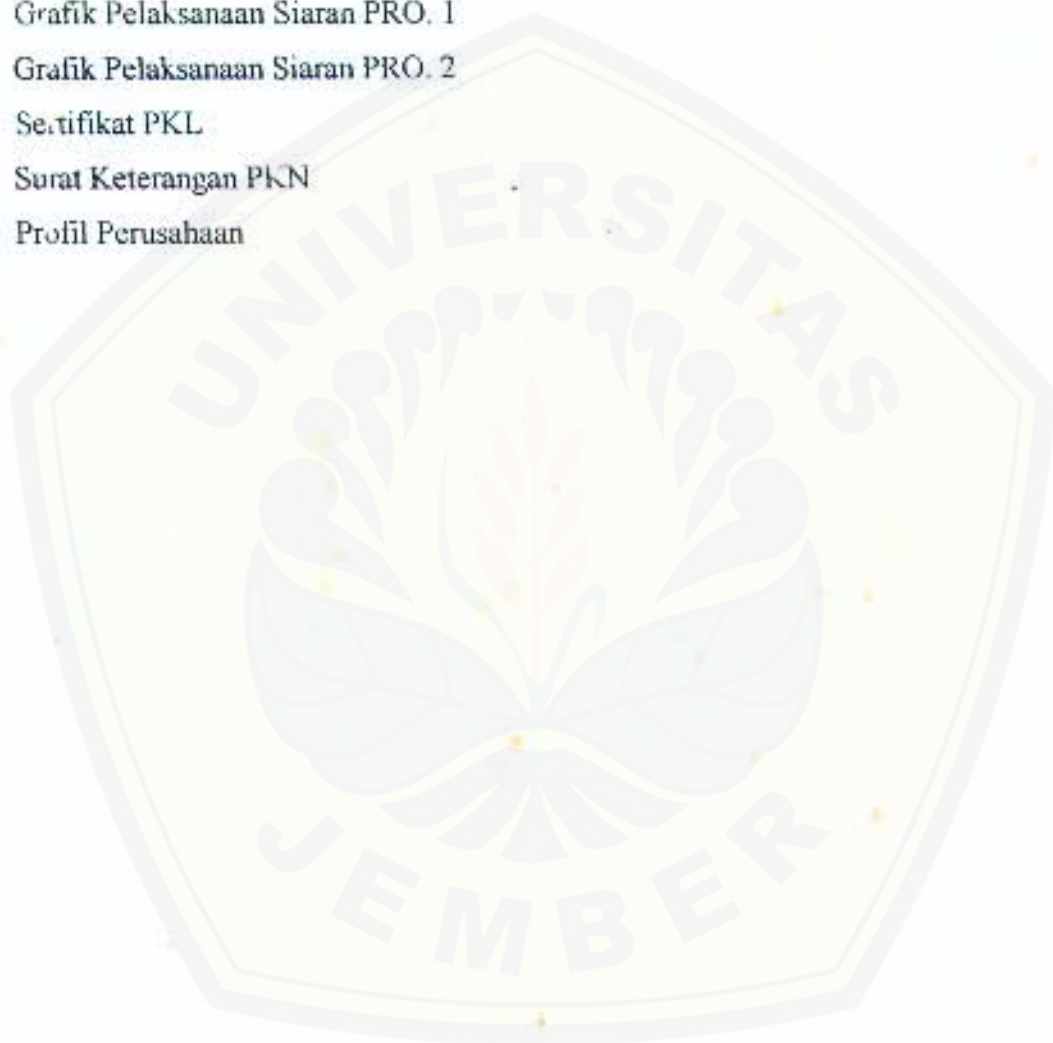 Grafik Pelaksanaan Siaran PRO. 1
Grafik Pelaksanaan Siaran PRO. 2
Sertifikat PKL
Surat Keterangan PKN
Profil Perusahaan
UNIVERSITAS
JEMBER